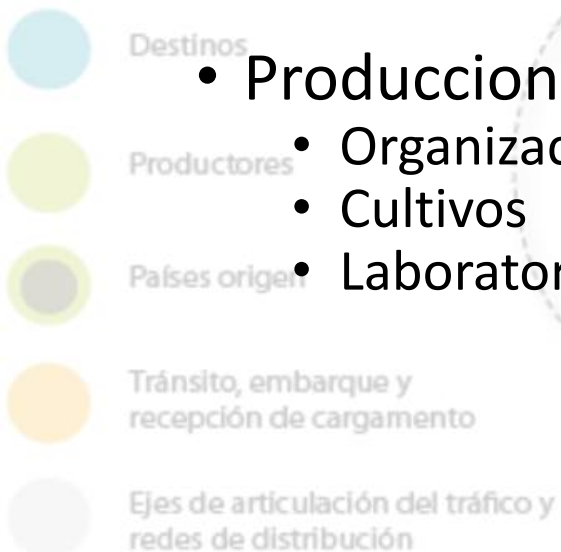 Destinos
• Produccion
Productores
• Organizac
• Cultivos
Países origen
• Laborator
Tránsito, embarque y
recepción de cargamento
Ejes de articulación del tráfico y
redes de distribución